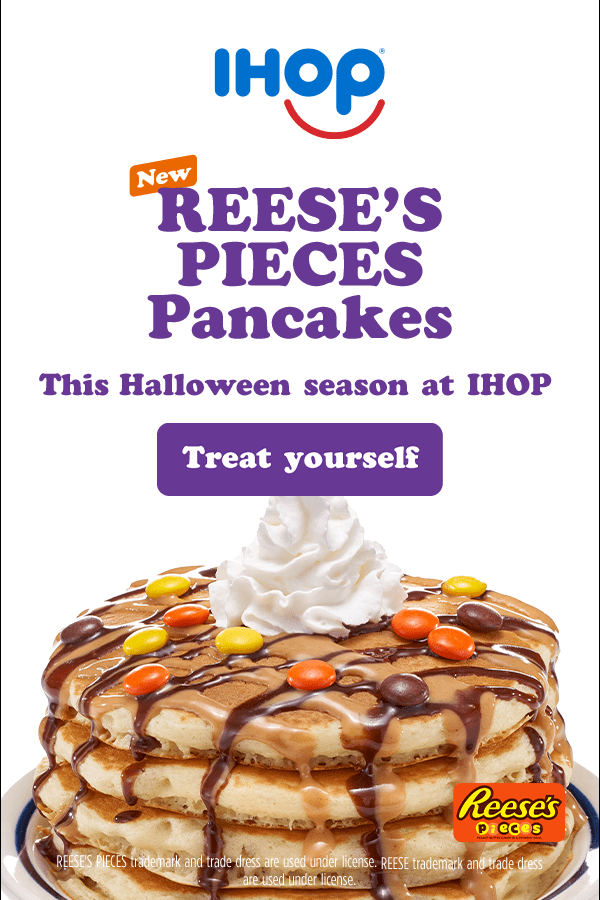 IHOP®
New
REESE'S
PIECES
Pancakes
This Halloween season at IHOP
Treat yourself
Reese's
PIECES
REESE'S PIECES trademark and trade dress are used under license. REESE trademark and trade dress
are used under license.